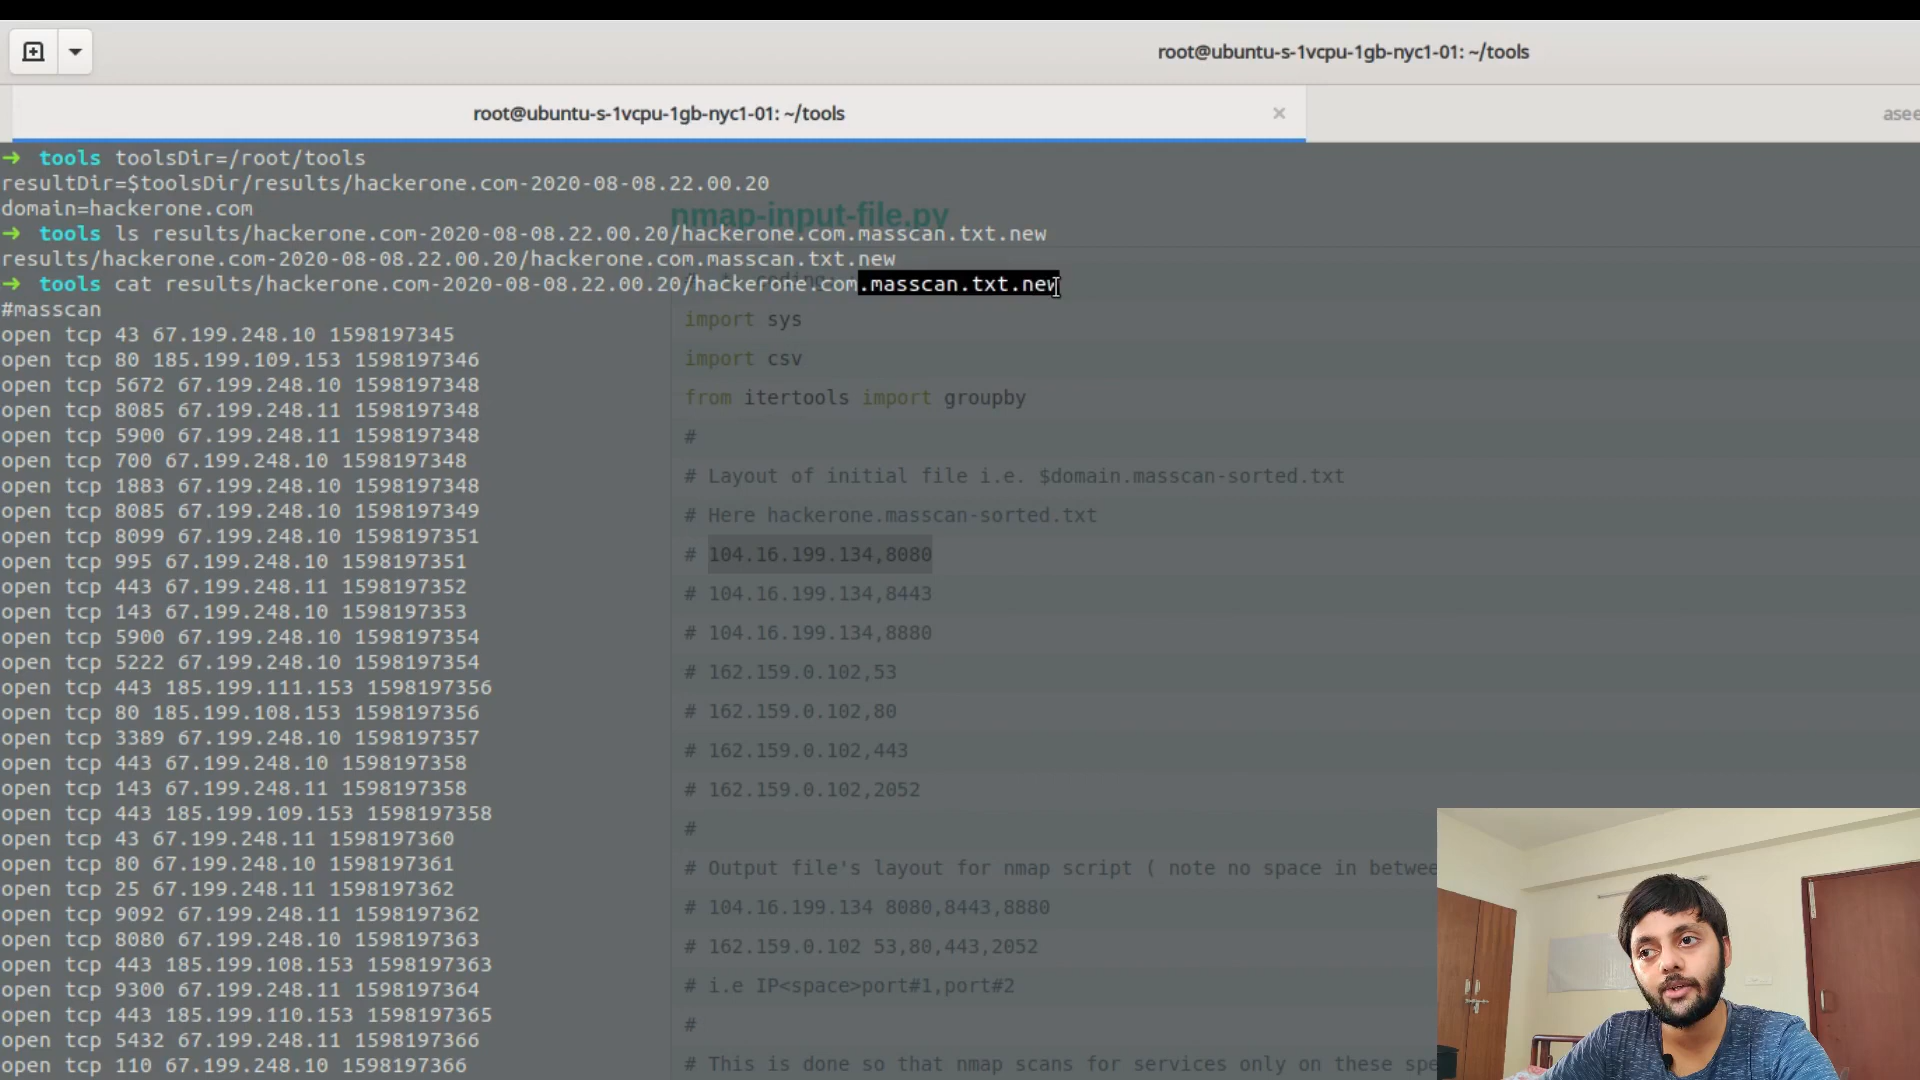 root@ubuntu-s-1vcpu-1gb-nyc1-01: ~/tools
root@ubuntu-s-1vcpu-1gb-nyc1-01: ~/tools
asee
➜ tools toolsDir=/root/tools
resultDir=$toolsDir/results/hackerone.com-2020-08-08.22.00.20
domain=hackerone.com
➜ tools ls results/hackerone.com-2020-08-08.22.00.20/hackerone.com.masscan.txt.new
results/hackerone.com-2020-08-08.22.00.20/hackerone.com.masscan.txt.new
➜ tools cat results/hackerone.com-2020-08-08.22.00.20/hackerone.com.masscan.txt.new
#masscan
open tcp 43 67.199.248.10 1598197345
open tcp 80 185.199.109.153 1598197346
open tcp 5672 67.199.248.10 1598197348
open tcp 8085 67.199.248.11 1598197348
open tcp 5900 67.199.248.11 1598197348
open tcp 700 67.199.248.10 1598197348
open tcp 1883 67.199.248.10 1598197348
open tcp 8085 67.199.248.10 1598197349
open tcp 8099 67.199.248.10 1598197351
open tcp 995 67.199.248.10 1598197351
open tcp 443 67.199.248.11 1598197352
open tcp 143 67.199.248.10 1598197353
open tcp 5900 67.199.248.10 1598197354
open tcp 5222 67.199.248.10 1598197354
open tcp 443 185.199.111.153 1598197356
open tcp 80 185.199.108.153 1598197356
open tcp 3389 67.199.248.10 1598197357
open tcp 443 67.199.248.10 1598197358
open tcp 143 67.199.248.11 1598197358
open tcp 443 185.199.109.153 1598197358
open tcp 43 67.199.248.11 1598197360
open tcp 80 67.199.248.10 1598197361
open tcp 25 67.199.248.11 1598197362
open tcp 9092 67.199.248.11 1598197362
open tcp 8080 67.199.248.10 1598197363
open tcp 443 185.199.108.153 1598197363
open tcp 9300 67.199.248.11 1598197364
open tcp 443 185.199.110.153 1598197365
open tcp 5432 67.199.248.11 1598197366
open tcp 110 67.199.248.10 1598197366
nmap-input-file.py
import sys
import csv
from itertools import groupby
#
# Layout of initial file i.e. $domain.masscan-sorted.txt
# Here hackerone.masscan-sorted.txt
# 104.16.199.134,8080
# 104.16.199.134,8443
# 104.16.199.134,8880
# 162.159.0.102,53
# 162.159.0.102,80
# 162.159.0.102,443
# 162.159.0.102,2052
#
# Output file's layout for nmap script ( note no space in betwee
# 104.16.199.134 8080,8443,8880
# 162.159.0.102 53,80,443,2052
# i.e IP<space>port#1,port#2
#
# This is done so that nmap scans for services only on these spe